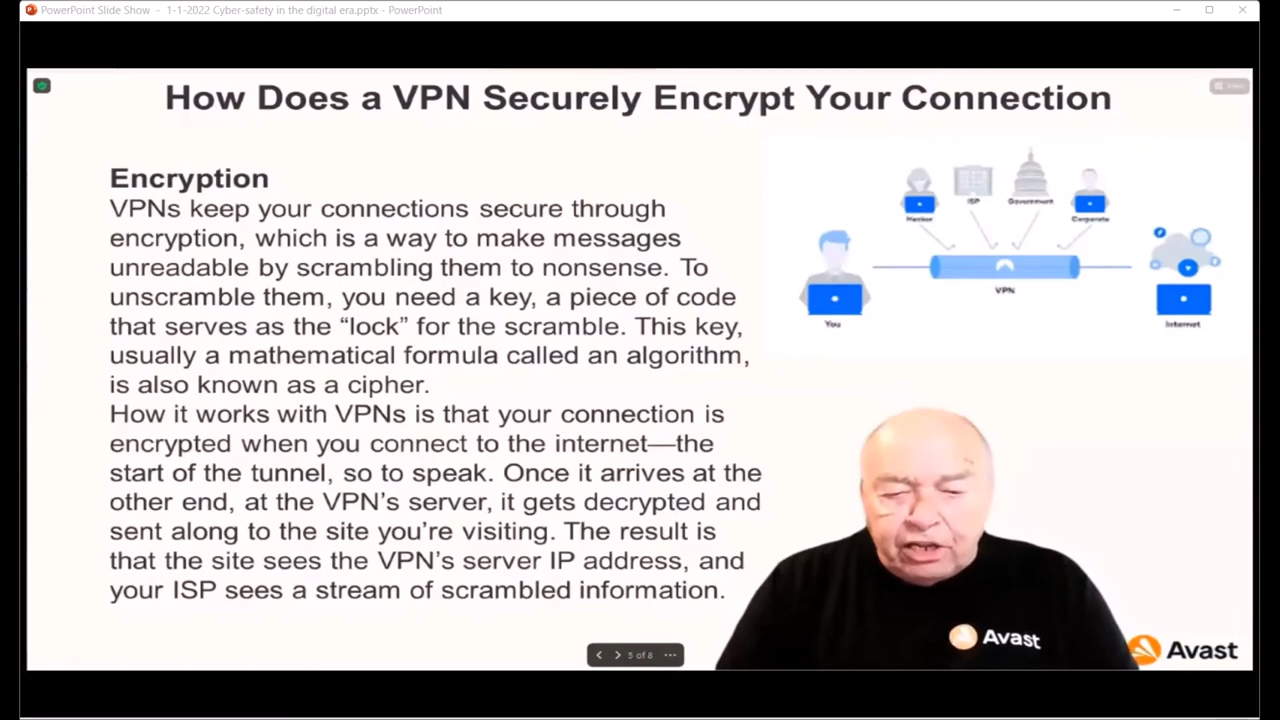 PowerPoint Slide Show - 1-1-2022 Cyber-safety in the digital era.pptx - PowerPoint
How Does a VPN Securely Encrypt Your Connection
Encryption
VPNs keep your connections secure through
encryption, which is a way to make messages
unreadable by scrambling them to nonsense. To
unscramble them, you need a key, a piece of code
that serves as the “lock” for the scramble. This key,
usually a mathematical formula called an algorithm,
is also known as a cipher.
How it works with VPNs is that your connection is
encrypted when you connect to the internet—the
start of the tunnel, so to speak. Once it arrives at the
other end, at the VPN’s server, it gets decrypted and
sent along to the site you’re visiting. The result is
that the site sees the VPN’s server IP address, and
your ISP sees a stream of scrambled information.
Hacker
ISP
Government
Corporate
VPN
You
Internet
5 of 8
Avast
Avast